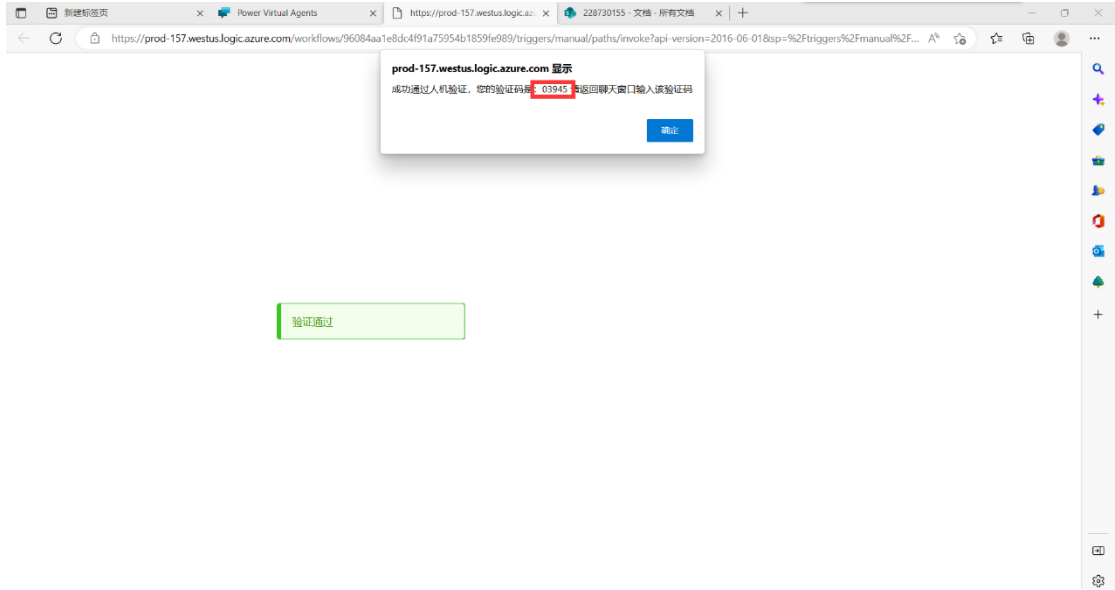 新建标签页
Power Virtual Agents
https://prod-157.westus.logic.az
228730155 - 文档 - 所有文档
https://prod-157.westus.logic.azure.com/workflows/96084aa1e8dc4f91a75954b1859fe989/triggers/manual/paths/invoke?api-version=2016-06-01&sp=%2Ftriggers%2Fmanual%2F...
prod-157.westus.logic.azure.com 显示
成功通过人机验证，您的验证码是: 03945 请返回聊天窗口输入该验证码
确定
验证通过